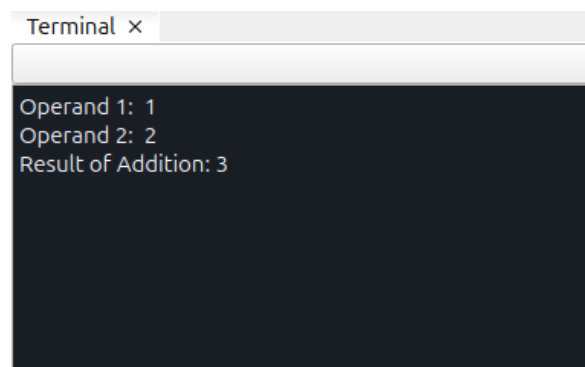 Terminal ×
Operand 1: 1
Operand 2: 2
Result of Addition: 3